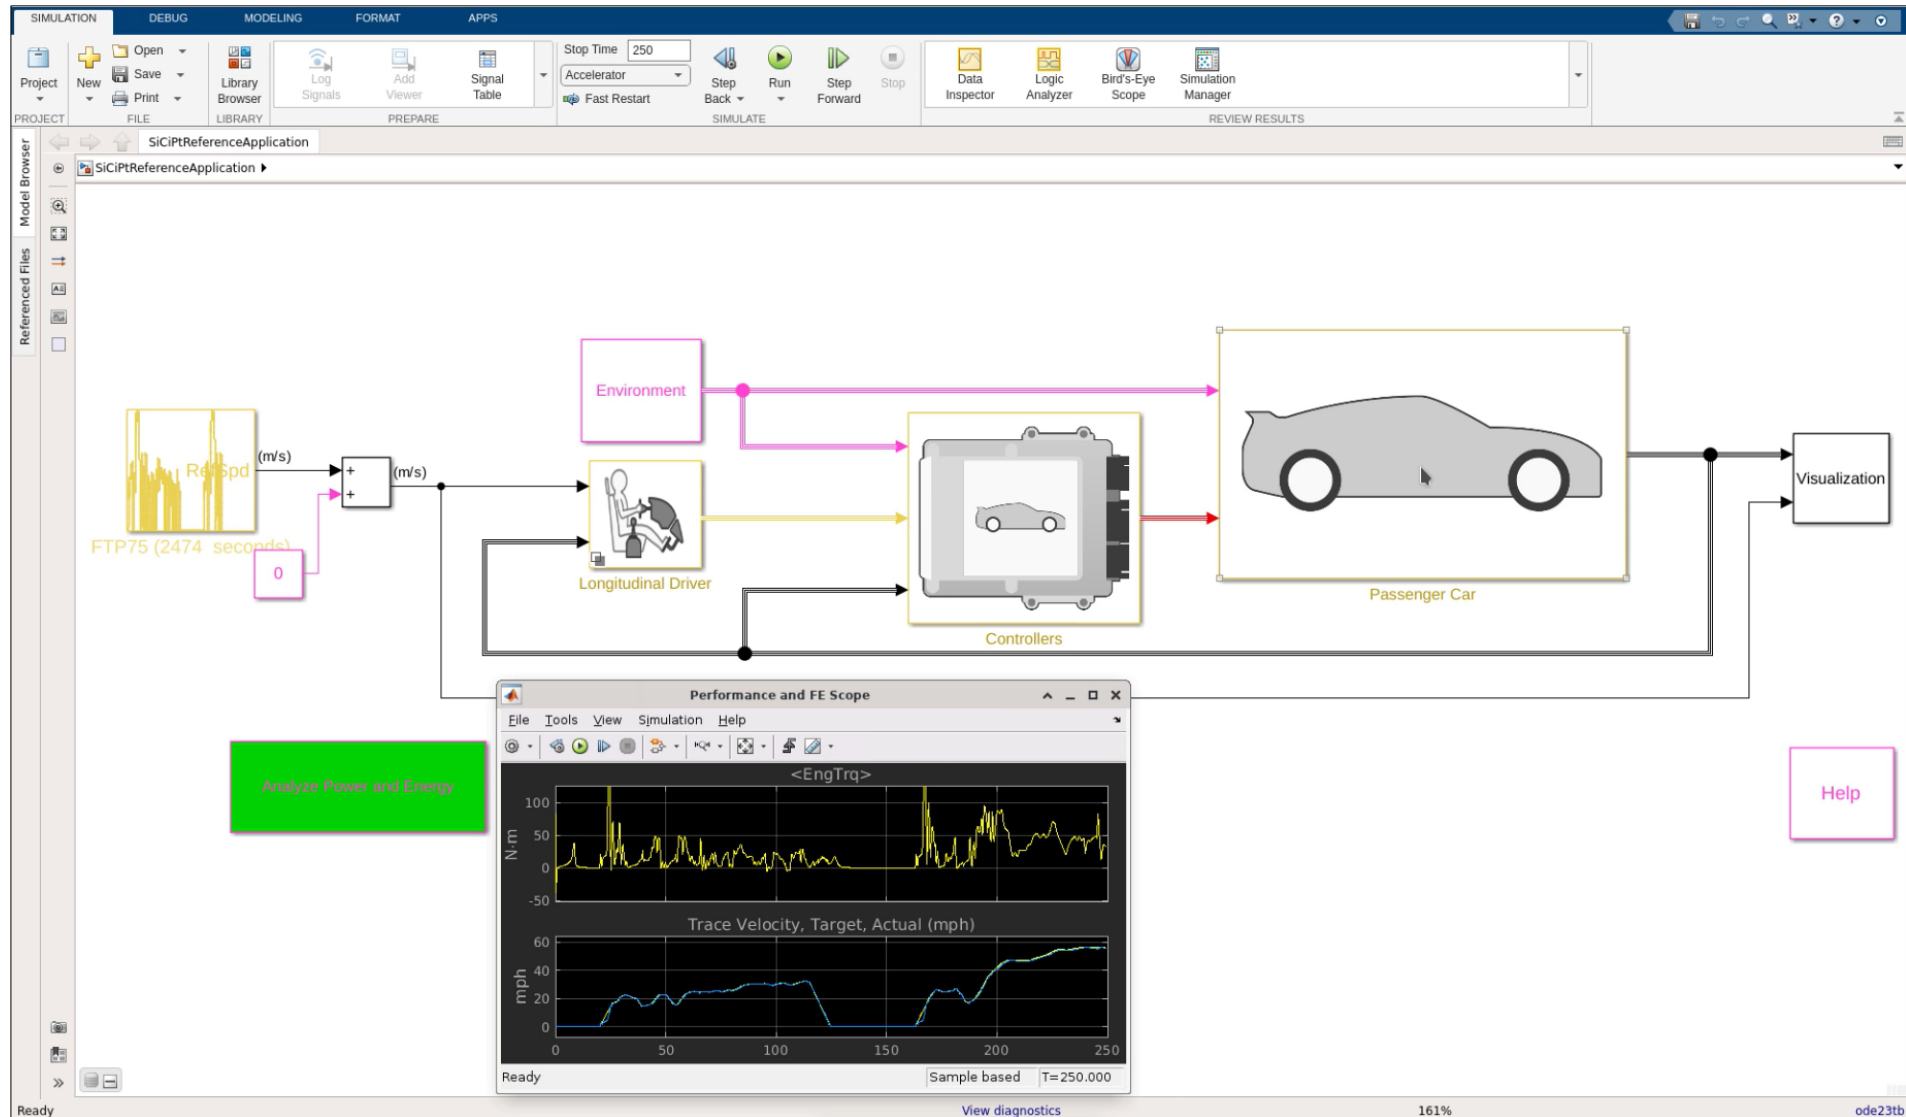 SIMULATION DEBUG MODELING FORMAT APPS
Project New Open Save Print
Library Browser
Log Signals
Add Viewer
Signal Table
Stop Time 250
Accelerator
Fast Restart
Step Back
Run
Step Forward
Stop
Data Inspector
Logic Analyzer
Bird's-Eye Scope
Simulation Manager
PROJECT FILE LIBRARY PREPARE SIMULATE REVIEW RESULTS
Model Browser
Referenced Files
SiCiPtReferenceApplication
SiCiPtReferenceApplication
Environment
RefSpd
(m/s)
FTP75 (2474 seconds)
0
+
+
(m/s)
Longitudinal Driver
Controllers
Passenger Car
Visualization
Analyze Power and Energy
Help
Performance and FE Scope
File Tools View Simulation Help
<EngTrq>
N·m
100
50
0
-50
Trace Velocity, Target, Actual (mph)
mph
60
40
20
0
0 50 100 150 200 250
Ready Sample based T=250.000
Ready View diagnostics 161% ode23tb